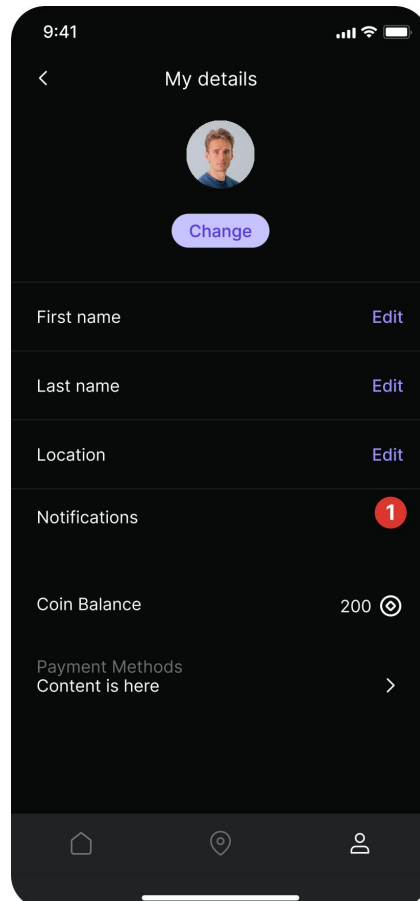 9:41
My details
Change
First name Edit
Last name Edit
Location Edit
Notifications 1
Coin Balance 200
Payment Methods
Content is here